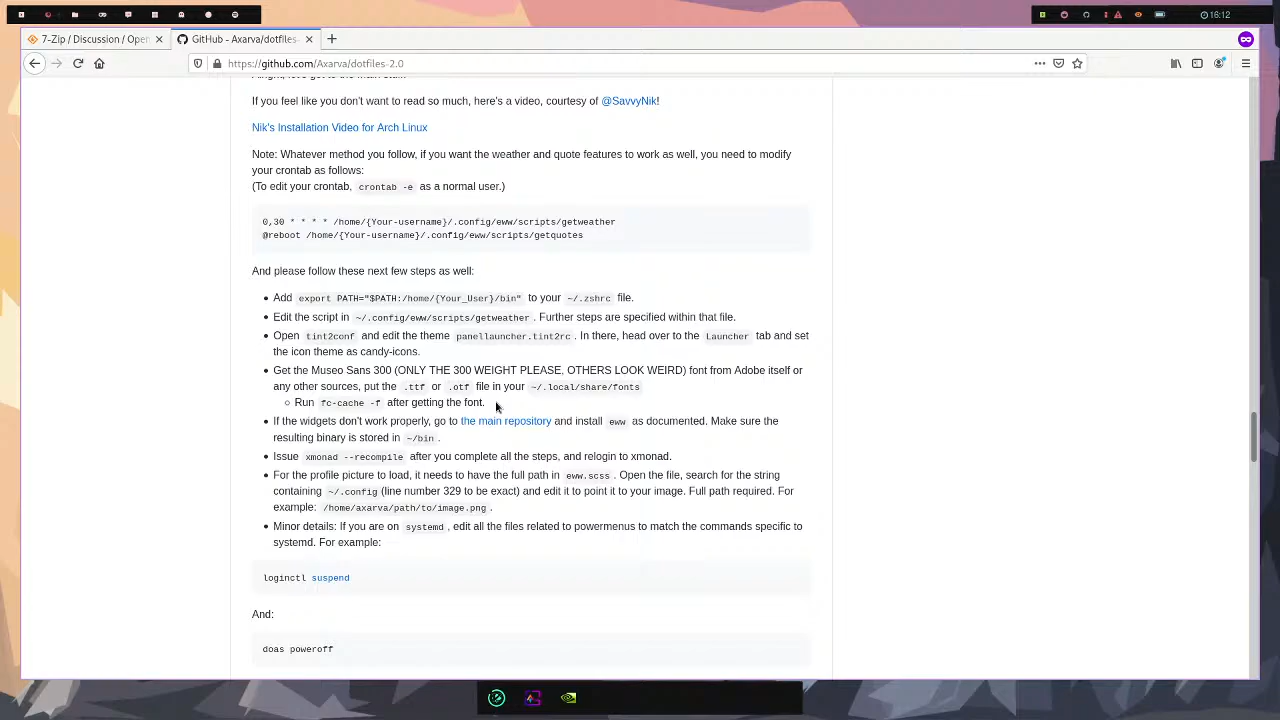 16:12
7-Zip / Discussion / Open
GitHub - Axarva/dotfiles-
https://github.com/Axarva/dotfiles-2.0
If you feel like you don't want to read so much, here's a video, courtesy of @SavvyNik!
Nik's Installation Video for Arch Linux
Note: Whatever method you follow, if you want the weather and quote features to work as well, you need to modify
your crontab as follows:
(To edit your crontab, crontab -e as a normal user.)
0,30 * * * * /home/{Your-username}/.config/eww/scripts/getweather
@reboot /home/{Your-username}/.config/eww/scripts/getquotes
And please follow these next few steps as well:
• Add export PATH="$PATH:/home/{Your_User}/bin" to your ~/.zshrc file.
• Edit the script in ~/.config/eww/scripts/getweather . Further steps are specified within that file.
• Open tint2conf and edit the theme panellauncher.tint2rc . In there, head over to the Launcher tab and set
the icon theme as candy-icons.
• Get the Museo Sans 300 (ONLY THE 300 WEIGHT PLEASE, OTHERS LOOK WEIRD) font from Adobe itself or
any other sources, put the .ttf or .otf file in your ~/.local/share/fonts
◦ Run fc-cache -f after getting the font.
• If the widgets don't work properly, go to the main repository and install eww as documented. Make sure the
resulting binary is stored in ~/bin .
• Issue xmonad --recompile after you complete all the steps, and relogin to xmonad.
• For the profile picture to load, it needs to have the full path in eww.scss . Open the file, search for the string
containing ~/.config (line number 329 to be exact) and edit it to point it to your image. Full path required. For
example: /home/axarva/path/to/image.png .
• Minor details: If you are on systemd , edit all the files related to powermenus to match the commands specific to
systemd. For example:
loginctl suspend
And:
doas poweroff